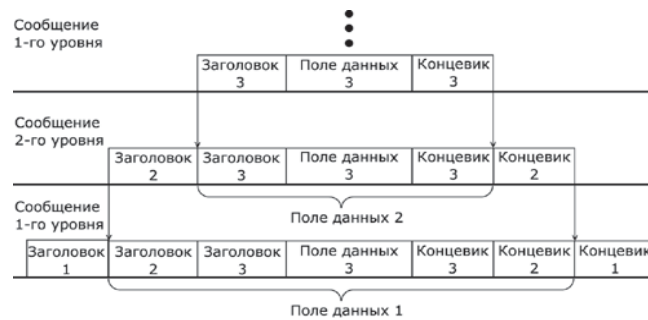 Сообщение
1-го уровня
Заголовок Поле данных Концевик
3 3 3
Сообщение
2-го уровня
Заголовок Заголовок Поле данных Концевик Концевик
2 3 3 3 2
Поле данных 2
Сообщение
1-го уровня
Заголовок Заголовок Заголовок Поле данных Концевик Концевик Концевик
1 2 3 3 3 2 1
Поле данных 1